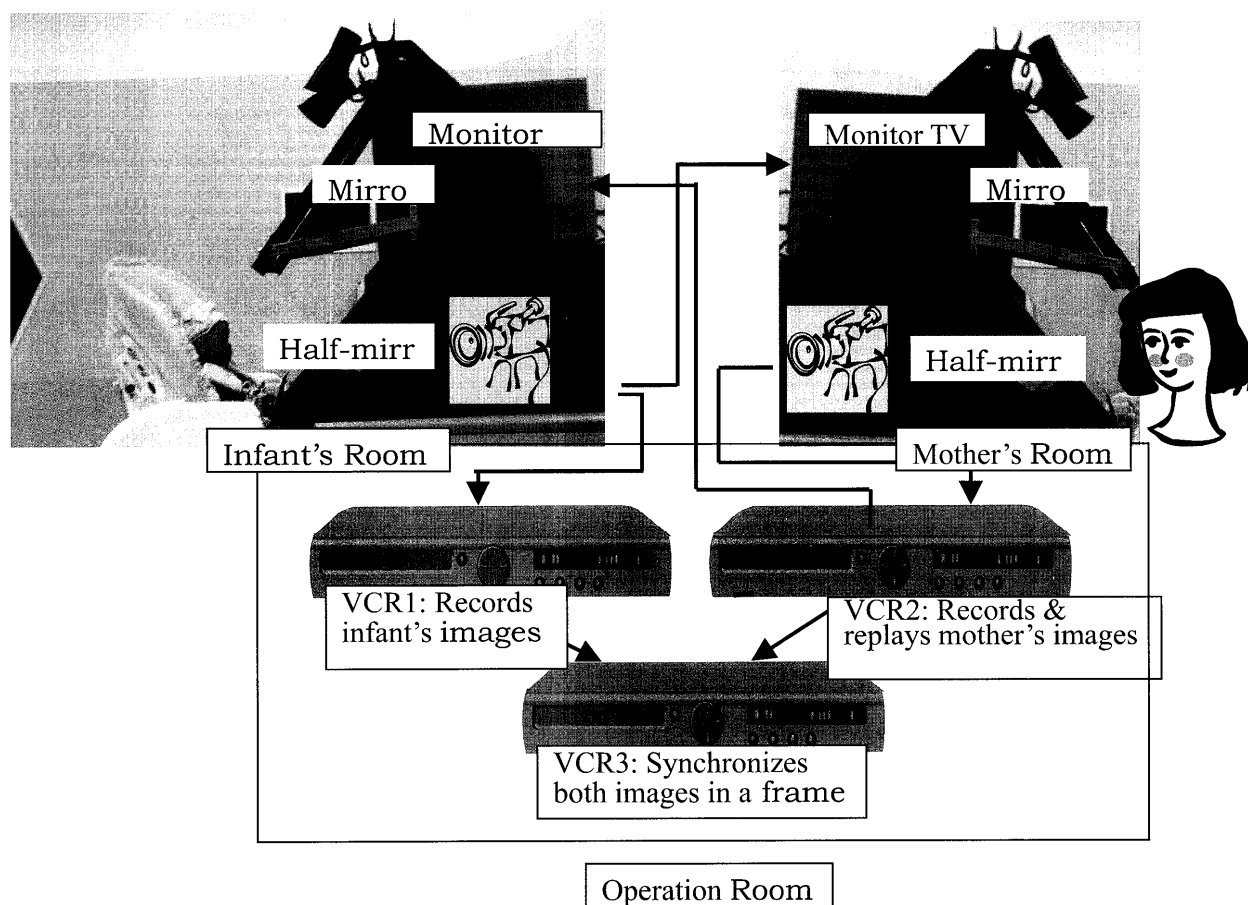 Monitor
Monitor TV
Mirro
Mirro
Half-mirr
Half-mirr
Infant's Room
Mother's Room
VCR1: Records
infant's images
VCR2: Records &
replays mother's images
VCR3: Synchronizes
both images in a frame
Operation Room